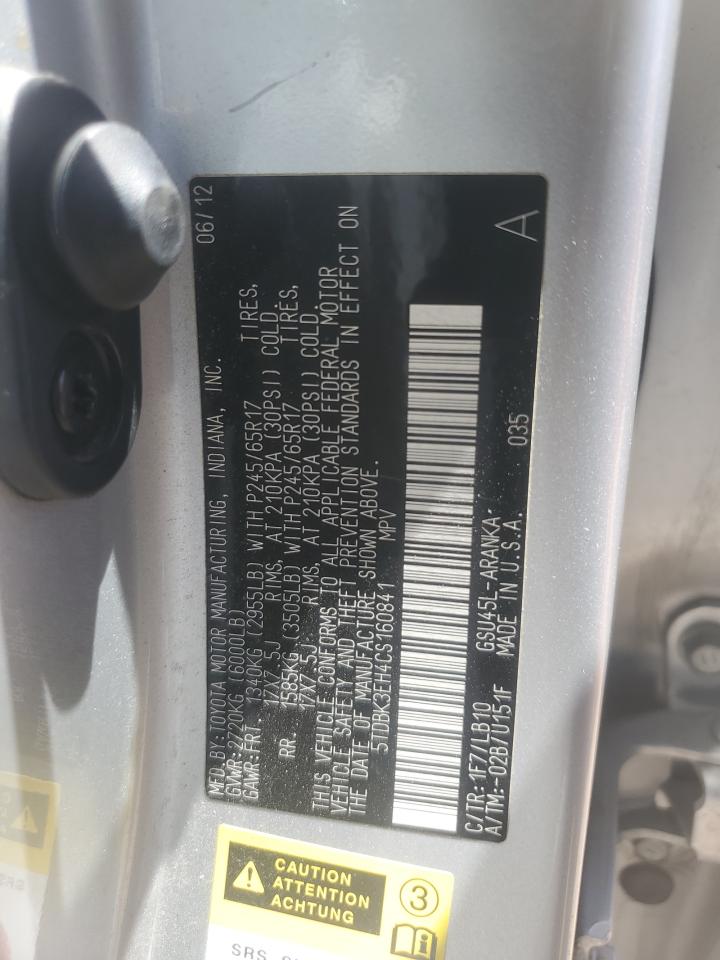 MFD.BY:TOYOTA MOTOR MANUFACTURING, INDIANA, INC. 06/12
GVWR:2720KG (6000LB)
GAWR:FRT. 1340KG (2955LB) WITH P245/65R17 TIRES,
17X7.5J RIMS, AT 210KPA (30PSI) COLD.
RR. 1585KG (3505LB) WITH P245/65R17 TIRES,
17X7.5J RIMS, AT 210KPA (30PSI) COLD.
THIS VEHICLE CONFORMS TO ALL APPLICABLE FEDERAL MOTOR
VEHICLE SAFETY AND THEFT PREVENTION STANDARDS IN EFFECT ON
THE DATE OF MANUFACTURE SHOWN ABOVE.
5TDBK3EH4CS160841 MPV
C/TR:1F7/LB10 GSU45L-ARANKA 035 A
A/TM:-02B/U151F MADE IN U.S.A.
CAUTION
ATTENTION
ACHTUNG
3
SRS